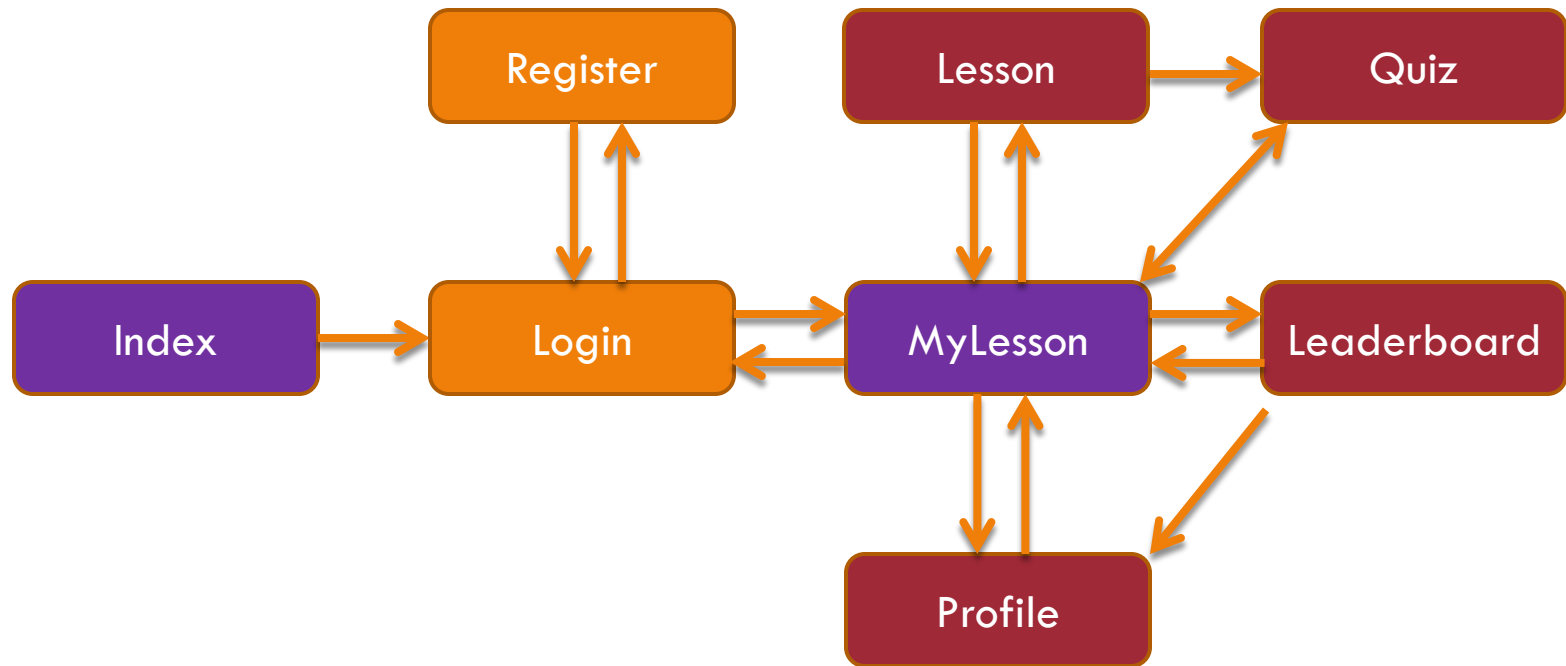 Register
Lesson
Quiz
Index
Login
MyLesson
Leaderboard
Profile